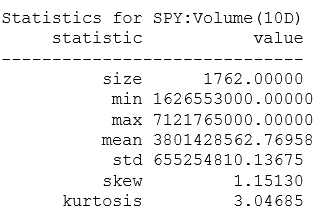 Statistics for SPY:Volume(10D)
statistic value
------------------------------
size 1762.00000
min 1626553000.00000
max 7121765000.00000
mean 3801428562.76958
std 655254810.13675
skew 1.15130
kurtosis 3.04685